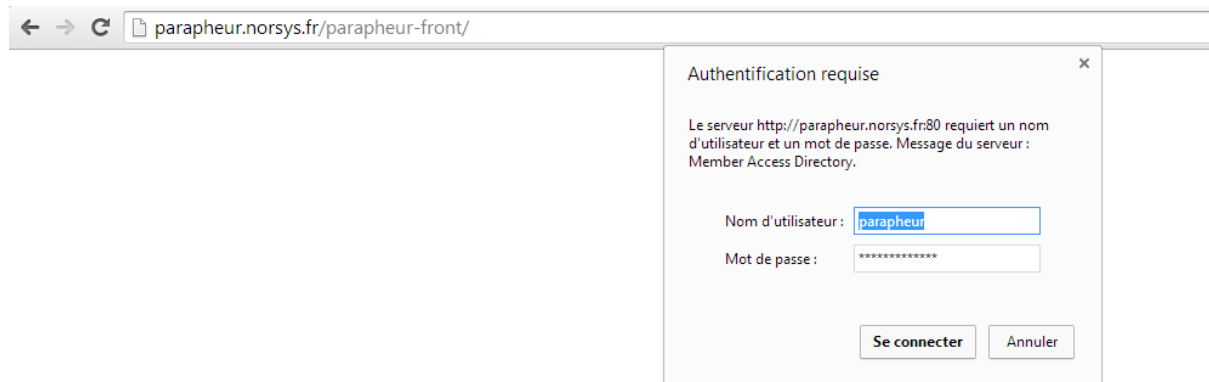 parapheur.norsys.fr/parapheur-front/
Authentification requise
Le serveur http://parapheur.norsys.fr:80 requiert un nom
d'utilisateur et un mot de passe. Message du serveur :
Member Access Directory.
Nom d'utilisateur : parapheur
Mot de passe : *************
Se connecter Annuler